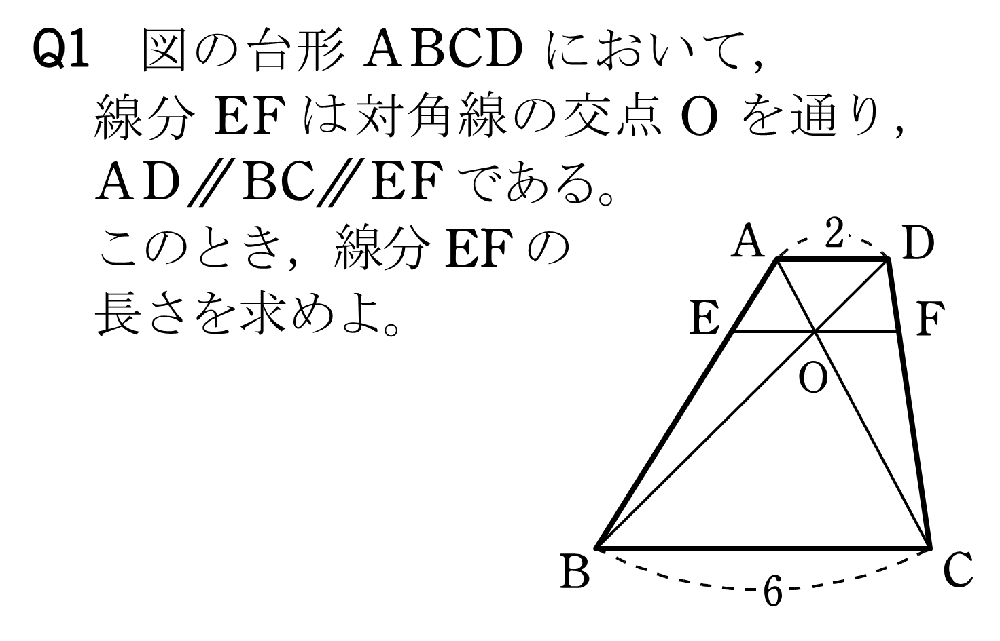 Q1 図の台形 ABCD において,
線分 EF は対角線の交点 O を通り,
AD∥BC∥EF である。
このとき, 線分 EF の
長さを求めよ。
A 2 D
E F
O
B C
6